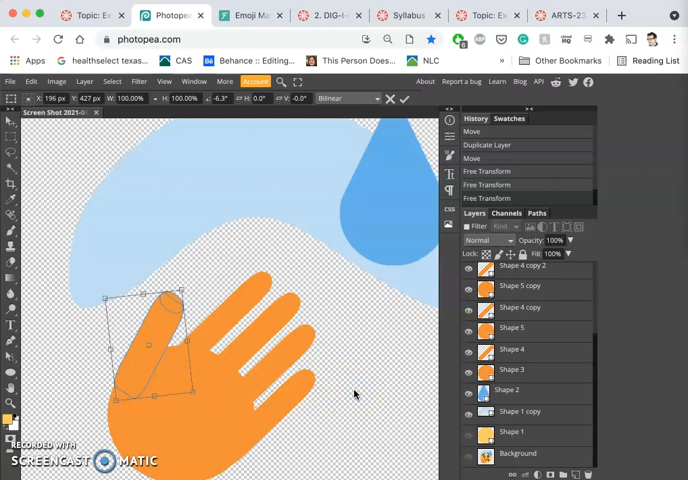 Topic: Ex
Photopea
Emoji Ma
2. DIG-I-
Syllabus
Topic: Ex
ARTS-23
photopea.com
Apps
healthselect texas...
CAS
Behance :: Editing...
This Person Does...
NLC
Other Bookmarks
Reading List
File Edit Image Layer Select Filter View Window More Account
About Report a bug Learn Blog API
X: 196 px Y: 427 px W: 100.00% H: 100.00% -6.3° H: 0.0° V: -0.0° Bilinear
Screen Shot 2021-0
History Swatches
Move
Duplicate Layer
Move
Free Transform
Free Transform
Free Transform
Layers Channels Paths
Filter Kind
Normal Opacity: 100%
Lock: Fill: 100%
Shape 4 copy 2
Shape 5 copy
Shape 4 copy
Shape 5
Shape 4
Shape 3
Shape 2
Shape 1 copy
Shape 1
Background
CSS
RECORDED WITH
SCREENCAST MATIC